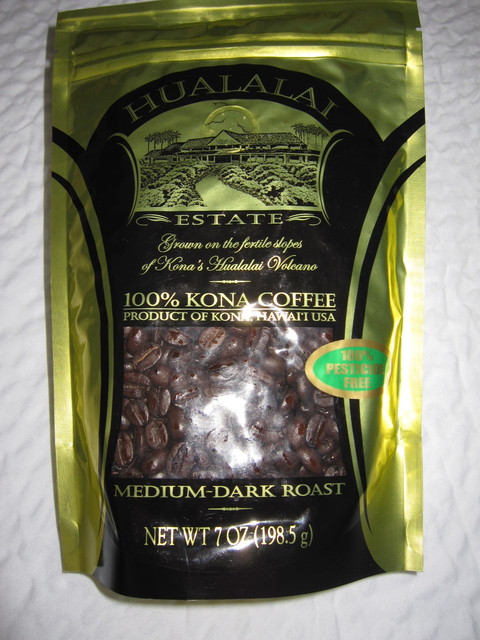 HUALALAI
ESTATE
Grown on the fertile slopes
of Kona's Hualalai Volcano
100% KONA COFFEE
PRODUCT OF KONA, HAWAI'I USA
100%
PESTICIDE
FREE
MEDIUM-DARK ROAST
NET WT 7 OZ (198.5 g)